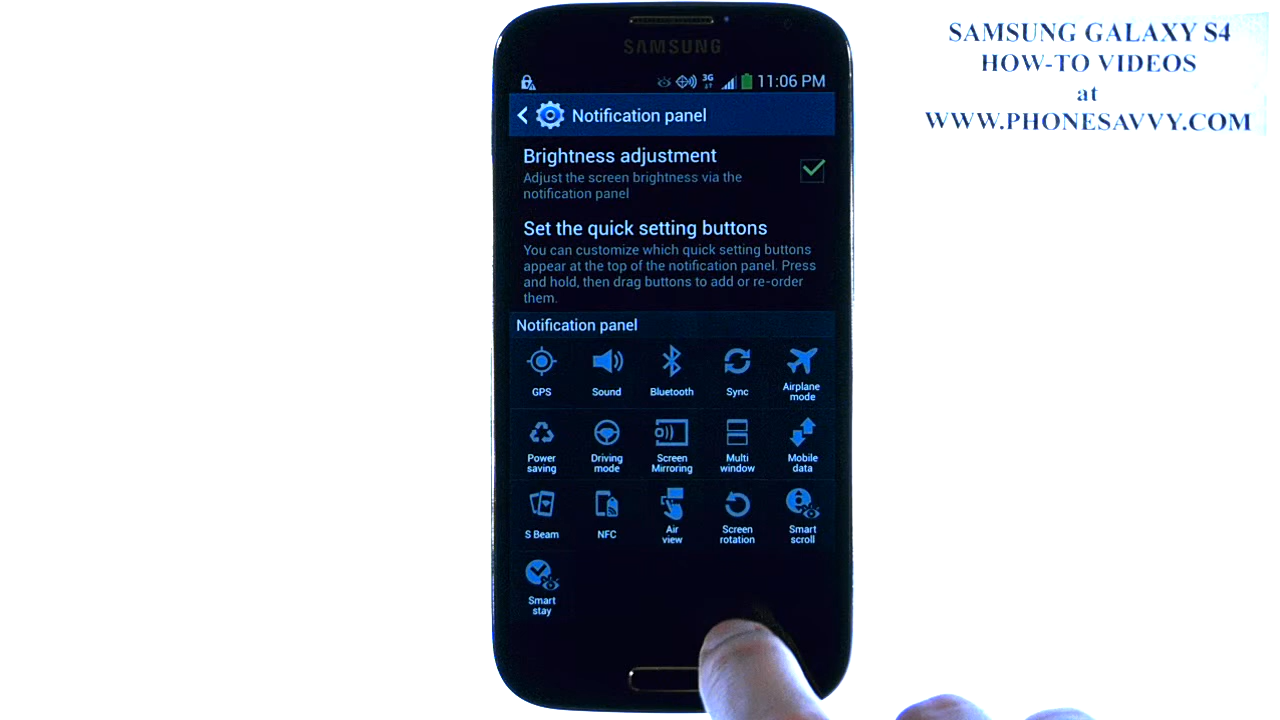 SAMSUNG GALAXY S4
HOW-TO VIDEOS
at
WWW.PHONESAVVY.COM
SAMSUNG
3G
11:06 PM
Notification panel
Brightness adjustment
Adjust the screen brightness via the
notification panel
Set the quick setting buttons
You can customize which quick setting buttons
appear at the top of the notification panel. Press
and hold, then drag buttons to add or re-order
them.
Notification panel
GPS
Sound
Bluetooth
Sync
Airplane
mode
Power
saving
Driving
mode
Screen
Mirroring
Multi
window
Mobile
data
S Beam
NFC
Air
view
Screen
rotation
Smart
scroll
Smart
stay